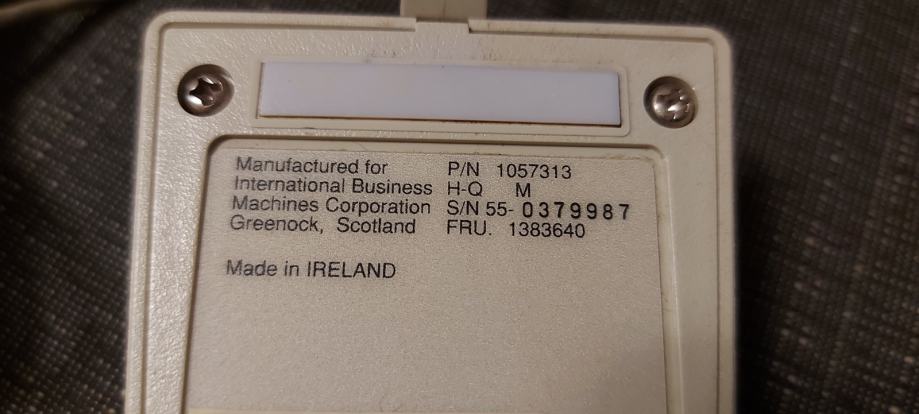 Manufactured for P/N 1057313
International Business H-Q M
Machines Corporation S/N 55- 0379987
Greenock, Scotland FRU. 1383640
Made in IRELAND